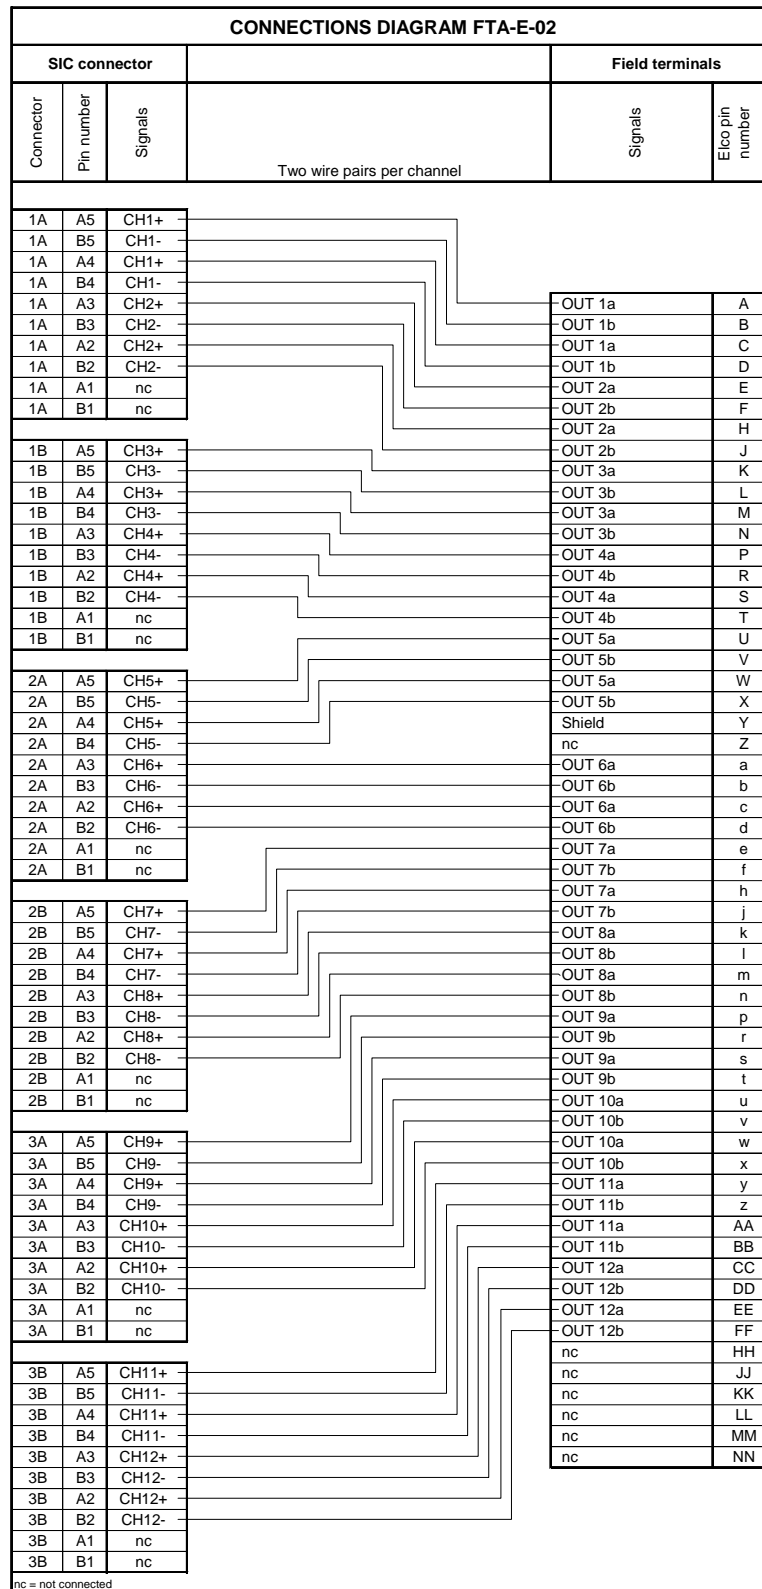 CONNECTIONS DIAGRAM FTA-E-02
SIC connector Field terminals
Connector Pin number Signals Two wire pairs per channel Signals Elco pin number
1A A5 CH1+
1A B5 CH1-
1A A4 CH1+
1A B4 CH1-
1A A3 CH2+ OUT 1a A
1A B3 CH2- OUT 1b B
1A A2 CH2+ OUT 1a C
1A B2 CH2- OUT 1b D
1A A1 nc OUT 2a E
1A B1 nc OUT 2b F
OUT 2a H
1B A5 CH3+ OUT 2b J
1B B5 CH3- OUT 3a K
1B A4 CH3+ OUT 3b L
1B B4 CH3- OUT 3a M
1B A3 CH4+ OUT 3b N
1B B3 CH4- OUT 4a P
1B A2 CH4+ OUT 4b R
1B B2 CH4- OUT 4a S
1B A1 nc OUT 4b T
1B B1 nc OUT 5a U
OUT 5b V
2A A5 CH5+ OUT 5a W
2A B5 CH5- OUT 5b X
2A A4 CH5+ Shield Y
2A B4 CH5- nc Z
2A A3 CH6+ OUT 6a a
2A B3 CH6- OUT 6b b
2A A2 CH6+ OUT 6a c
2A B2 CH6- OUT 6b d
2A A1 nc OUT 7a e
2A B1 nc OUT 7b f
OUT 7a h
2B A5 CH7+ OUT 7b j
2B B5 CH7- OUT 8a k
2B A4 CH7+ OUT 8b l
2B B4 CH7- OUT 8a m
2B A3 CH8+ OUT 8b n
2B B3 CH8- OUT 9a p
2B A2 CH8+ OUT 9b r
2B B2 CH8- OUT 9a s
2B A1 nc OUT 9b t
2B B1 nc OUT 10a u
OUT 10b v
3A A5 CH9+ OUT 10a w
3A B5 CH9- OUT 10b x
3A A4 CH9+ OUT 11a y
3A B4 CH9- OUT 11b z
3A A3 CH10+ OUT 11a AA
3A B3 CH10- OUT 11b BB
3A A2 CH10+ OUT 12a CC
3A B2 CH10- OUT 12b DD
3A A1 nc OUT 12a EE
3A B1 nc OUT 12b FF
nc HH
3B A5 CH11+ nc JJ
3B B5 CH11- nc KK
3B A4 CH11+ nc LL
3B B4 CH11- nc MM
3B A3 CH12+ nc NN
3B B3 CH12-
3B A2 CH12+
3B B2 CH12-
3B A1 nc
3B B1 nc
nc = not connected